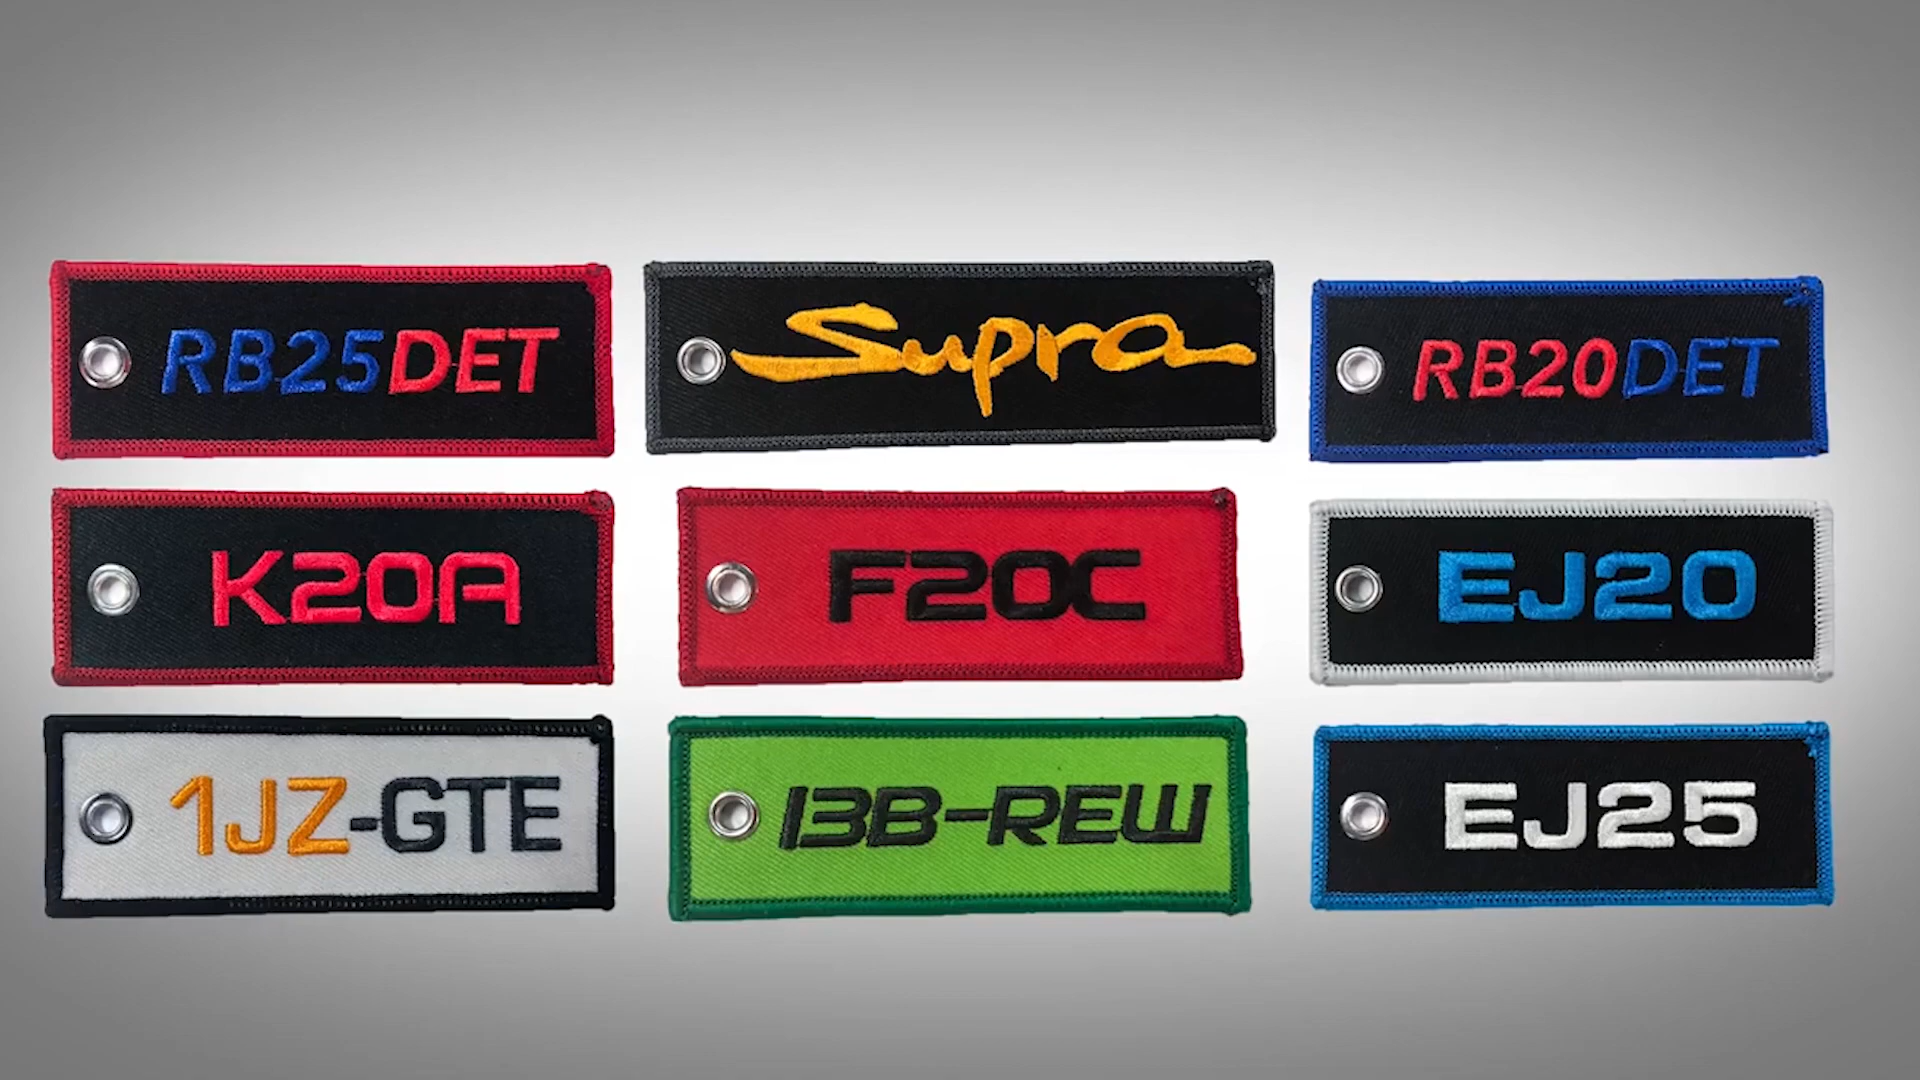 RB25DET
Supra
RB20DET
K20A
F20C
EJ20
1JZ-GTE
13B-REW
EJ25